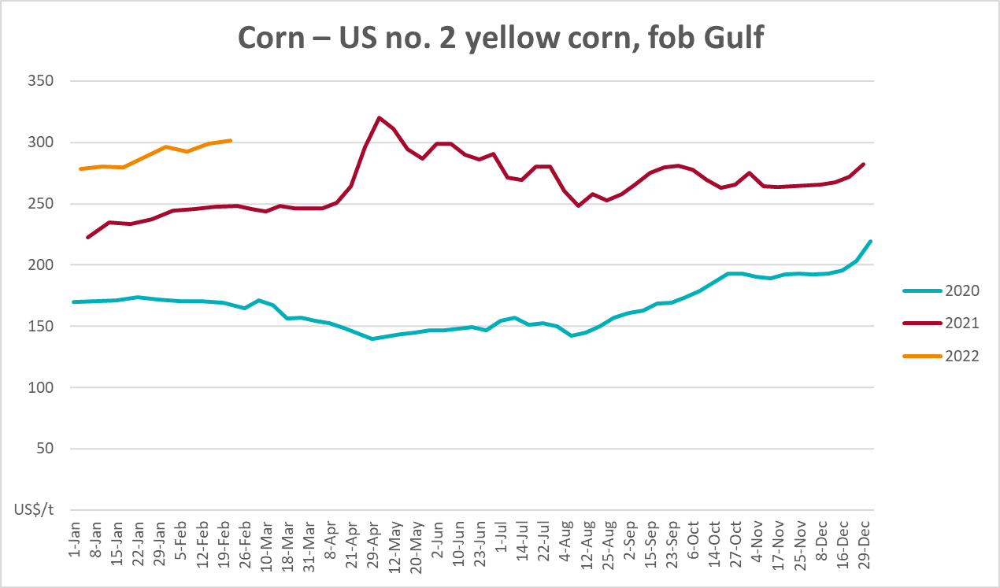 Corn – US no. 2 yellow corn, fob Gulf
350
300
250
200
150
100
50
US$/t
1-Jan
8-Jan
15-Jan
22-Jan
29-Jan
5-Feb
12-Feb
19-Feb
26-Feb
10-Mar
18-Mar
31-Mar
8-Apr
21-Apr
29-Apr
12-May
20-May
2-Jun
10-Jun
23-Jun
1-Jul
14-Jul
22-Jul
4-Aug
12-Aug
25-Aug
2-Sep
15-Sep
23-Sep
6-Oct
14-Oct
27-Oct
4-Nov
17-Nov
25-Nov
8-Dec
16-Dec
29-Dec
2020
2021
2022